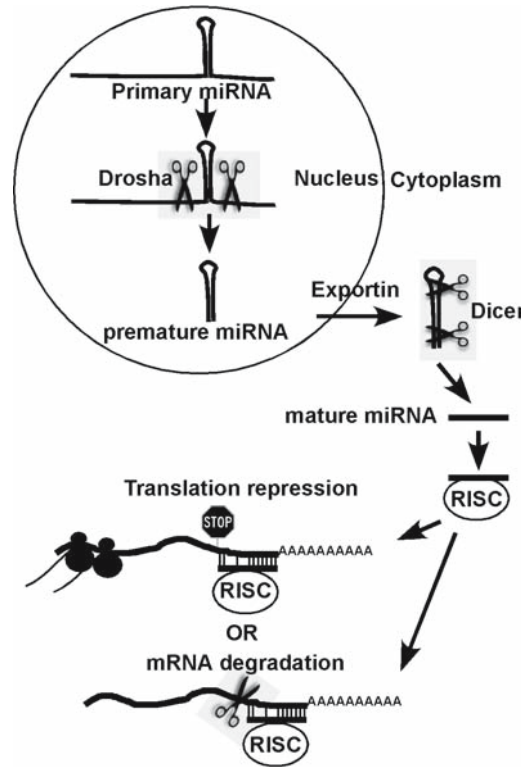 Primary miRNA
Drosha
Nucleus Cytoplasm
Exportin
premature miRNA
Dicer
mature miRNA
RISC
Translation repression
STOP
AAAAAAAAAA
RISC
OR
mRNA degradation
AAAAAAAAAA
RISC